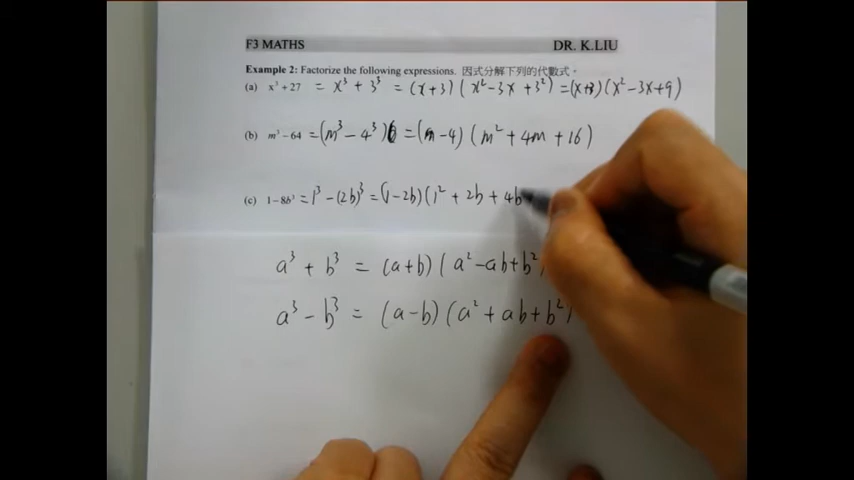 F3 MATHS DR. K.LIU
Example 2: Factorize the following expressions. 因式分解下列的代數式。
(a) x³ + 27 = x³ + 3³ = (x+3) (x² - 3x + 3²) = (x+3) (x² - 3x + 9)
(b) m³ - 64 = (m³ - 4³) = (m - 4) (m² + 4m + 16)
(c) 1 - 8b³ = 1³ - (2b)³ = (1 - 2b) (1² + 2b + 4b
a³ + b³ = (a+b) (a² - ab + b²)
a³ - b³ = (a - b) (a² + ab + b²)